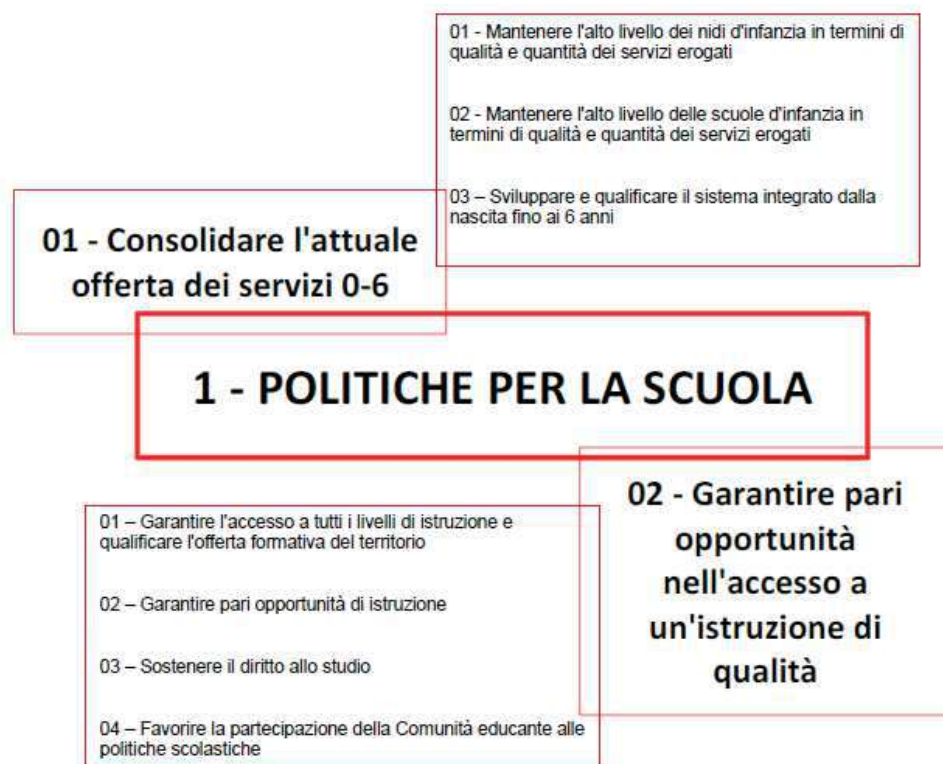 01 - Mantenere l'alto livello dei nidi d'infanzia in termini di
qualità e quantità dei servizi erogati
02 - Mantenere l'alto livello delle scuole d'infanzia in
termini di qualità e quantità dei servizi erogati
03 – Sviluppare e qualificare il sistema integrato dalla
nascita fino ai 6 anni
01 - Consolidare l'attuale
offerta dei servizi 0-6
1 - POLITICHE PER LA SCUOLA
02 - Garantire pari
opportunità
nell'accesso a
un'istruzione di
qualità
01 – Garantire l'accesso a tutti i livelli di istruzione e
qualificare l'offerta formativa del territorio
02 – Garantire pari opportunità di istruzione
03 – Sostenere il diritto allo studio
04 – Favorire la partecipazione della Comunità educante alle
politiche scolastiche